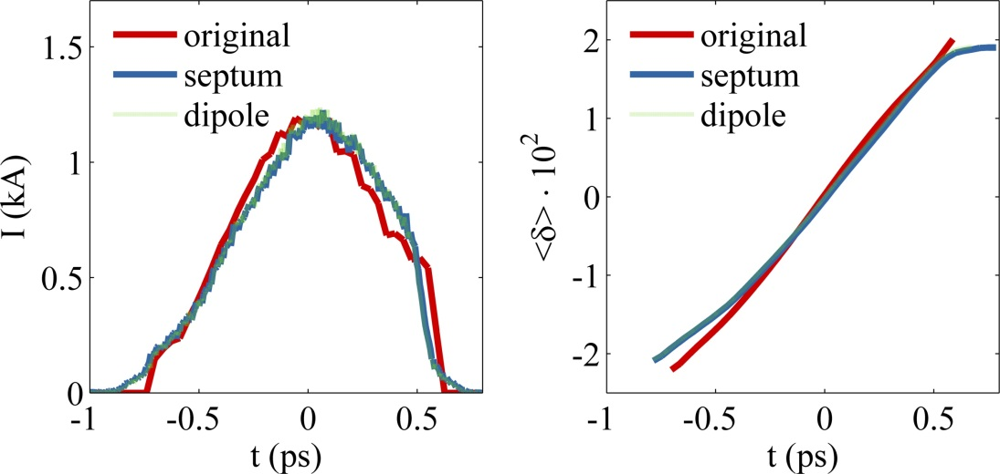 original
septum
dipole
1.5
1
0.5
0
-1
-0.5
0
0.5
I (kA)
t (ps)
original
septum
dipole
2
1
0
-1
-2
-1
-0.5
0
0.5
<δ> · 10²
t (ps)